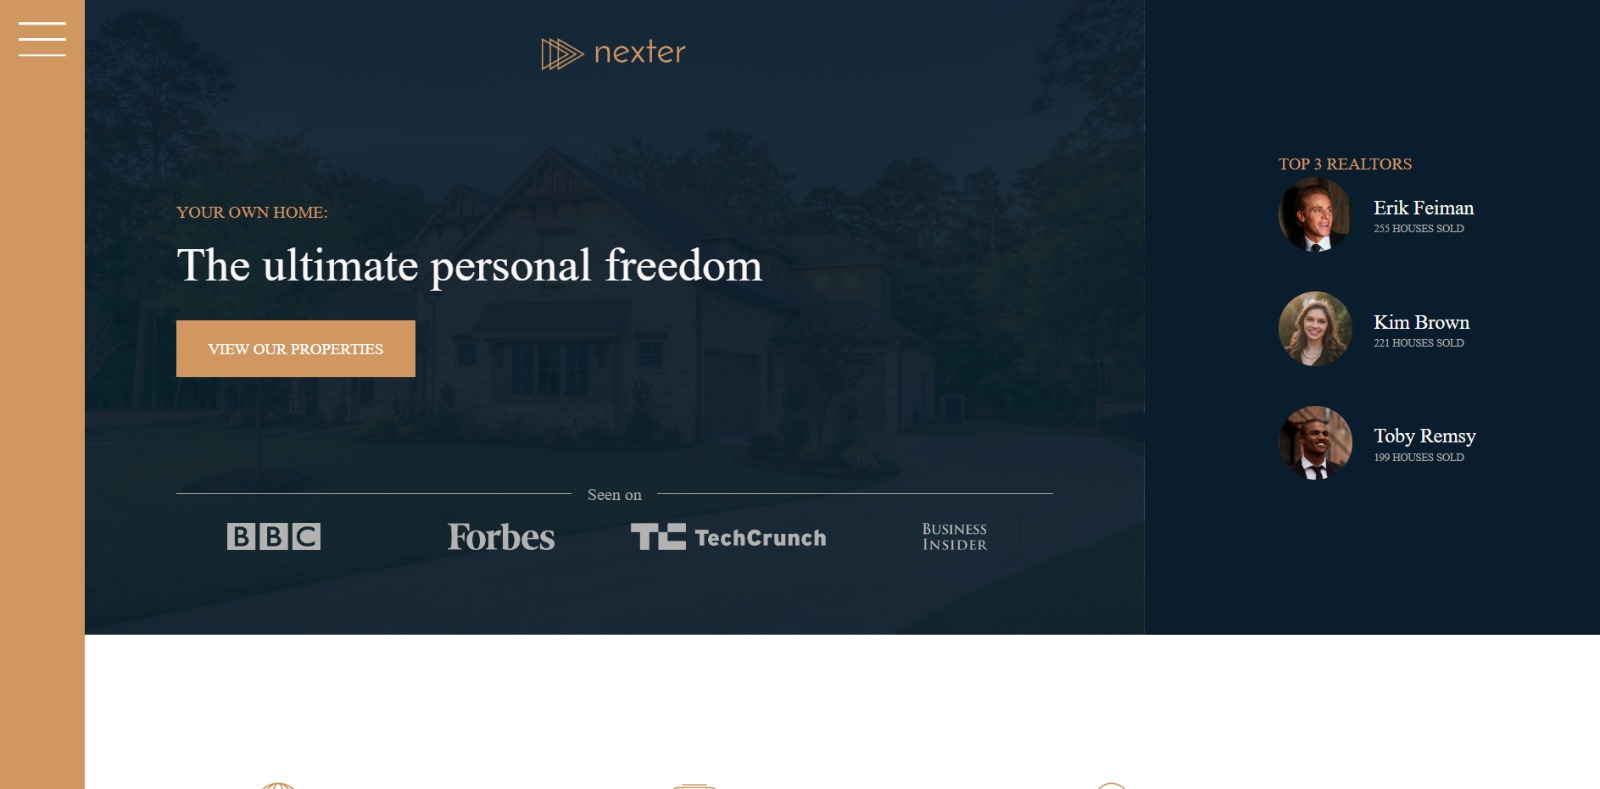 nexter
YOUR OWN HOME:
The ultimate personal freedom
VIEW OUR PROPERTIES
Seen on
BBC
Forbes
TC TechCrunch
BUSINESS
INSIDER
TOP 3 REALTORS
Erik Feiman
255 HOUSES SOLD
Kim Brown
221 HOUSES SOLD
Toby Remsy
199 HOUSES SOLD